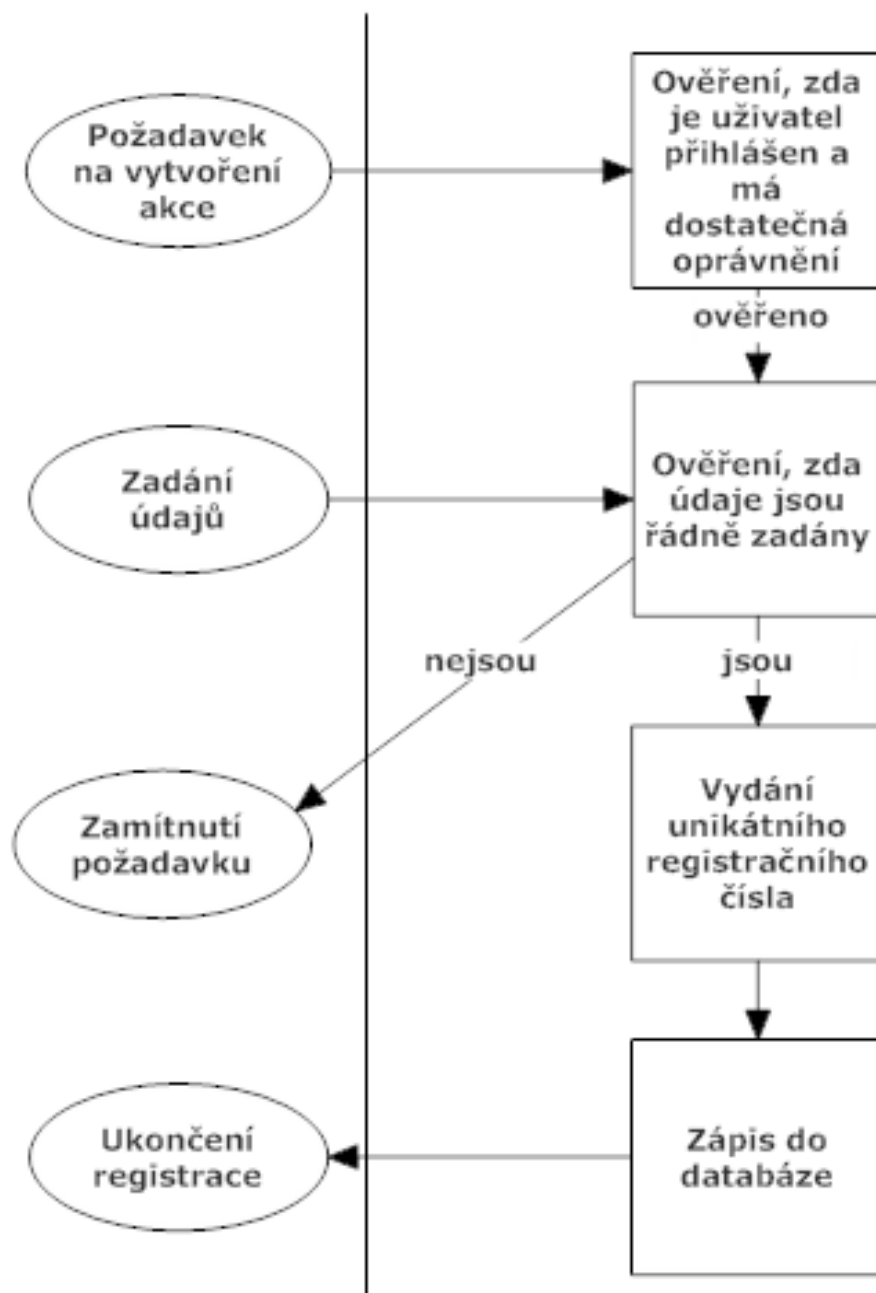 Požadavek
na vytvoření
akce
Ověření, zda
je uživatel
přihlášen a
má
dostatečná
oprávnění
ověřeno
Zadání
údajů
Ověření, zda
údaje jsou
řádně zadány
nejsou
jsou
Zamítnutí
požadavku
Vydání
unikátního
registračního
čísla
Ukončení
registrace
Zápis do
databáze